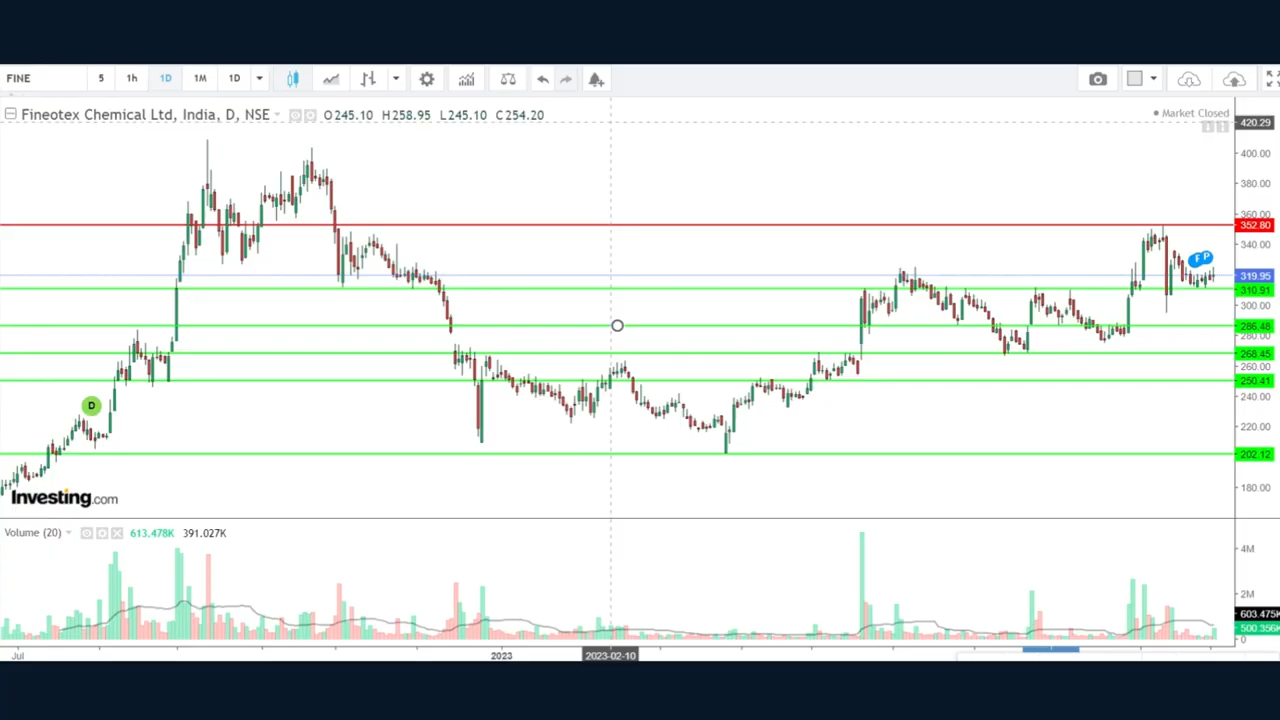 FINE 5 1h 1D 1M 1D
Fineotex Chemical Ltd, India, D, NSE O245.10 H258.95 L245.10 C254.20
Market Closed
420.29
400.00
380.00
360.00
352.80
340.00
F P
319.95
310.91
300.00
286.48
280.00
268.45
260.00
250.41
240.00
D
220.00
202.12
180.00
Investing.com
Volume (20) 613.478K 391.027K
4M
2M
603.475K
500.356K
0
Jul 2023 2023-02-10